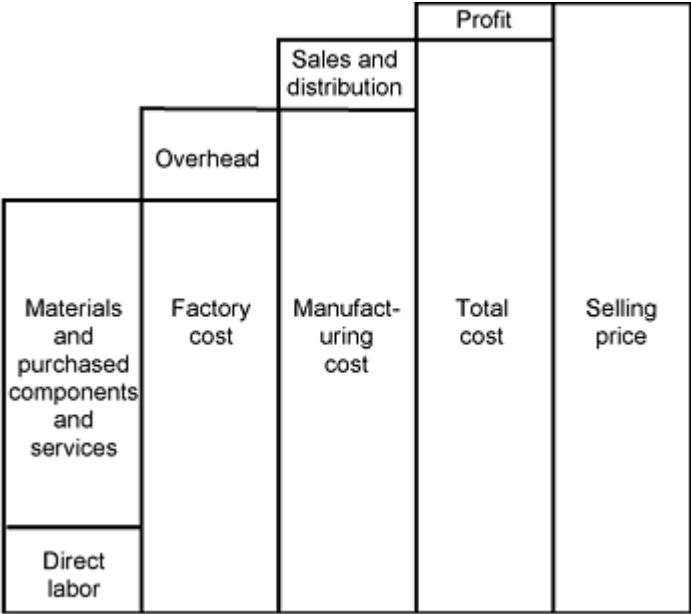 Profit
Sales and
distribution
Overhead
Materials
and
purchased
components
and
services
Factory
cost
Manufact-
uring
cost
Total
cost
Selling
price
Direct
labor